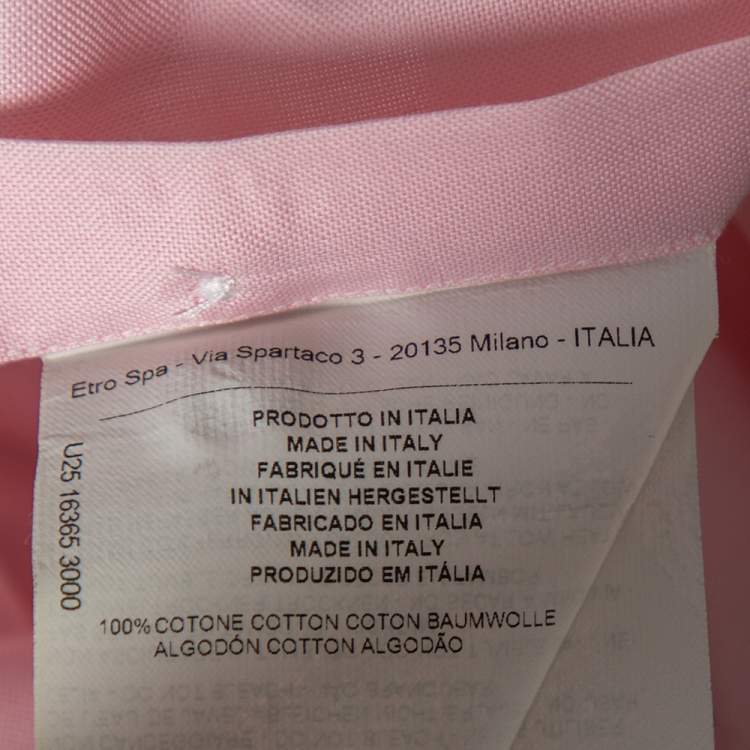 Etro Spa - Via Spartaco 3 - 20135 Milano - ITALIA
PRODOTTO IN ITALIA
MADE IN ITALY
FABRIQUÉ EN ITALIE
IN ITALIEN HERGESTELLT
FABRICADO EN ITALIA
MADE IN ITALY
PRODUZIDO EM ITÁLIA
U25 16365 3000
100% COTONE COTTON COTON BAUMWOLLE
ALGODÓN COTTON ALGODÃO